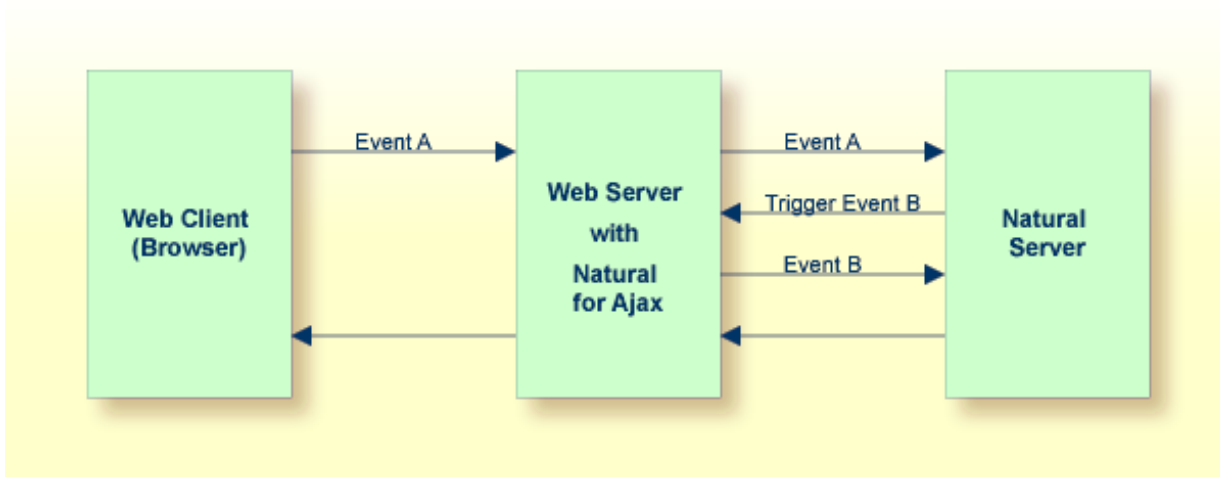 Event A
Event A
Trigger Event B
Event B
Web Client
(Browser)
Web Server
with
Natural
for Ajax
Natural
Server